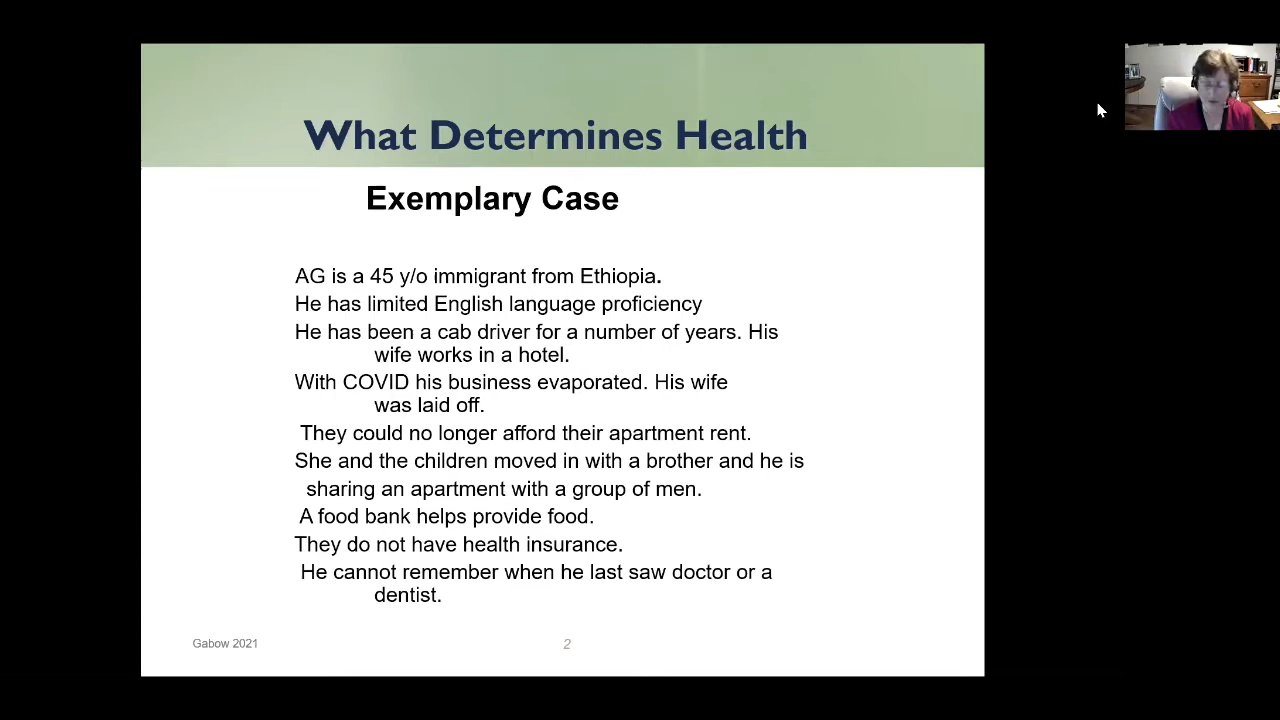 What Determines Health
Exemplary Case
AG is a 45 y/o immigrant from Ethiopia.
He has limited English language proficiency
He has been a cab driver for a number of years. His
wife works in a hotel.
With COVID his business evaporated. His wife
was laid off.
They could no longer afford their apartment rent.
She and the children moved in with a brother and he is
sharing an apartment with a group of men.
A food bank helps provide food.
They do not have health insurance.
He cannot remember when he last saw doctor or a
dentist.
Gabow 2021
2